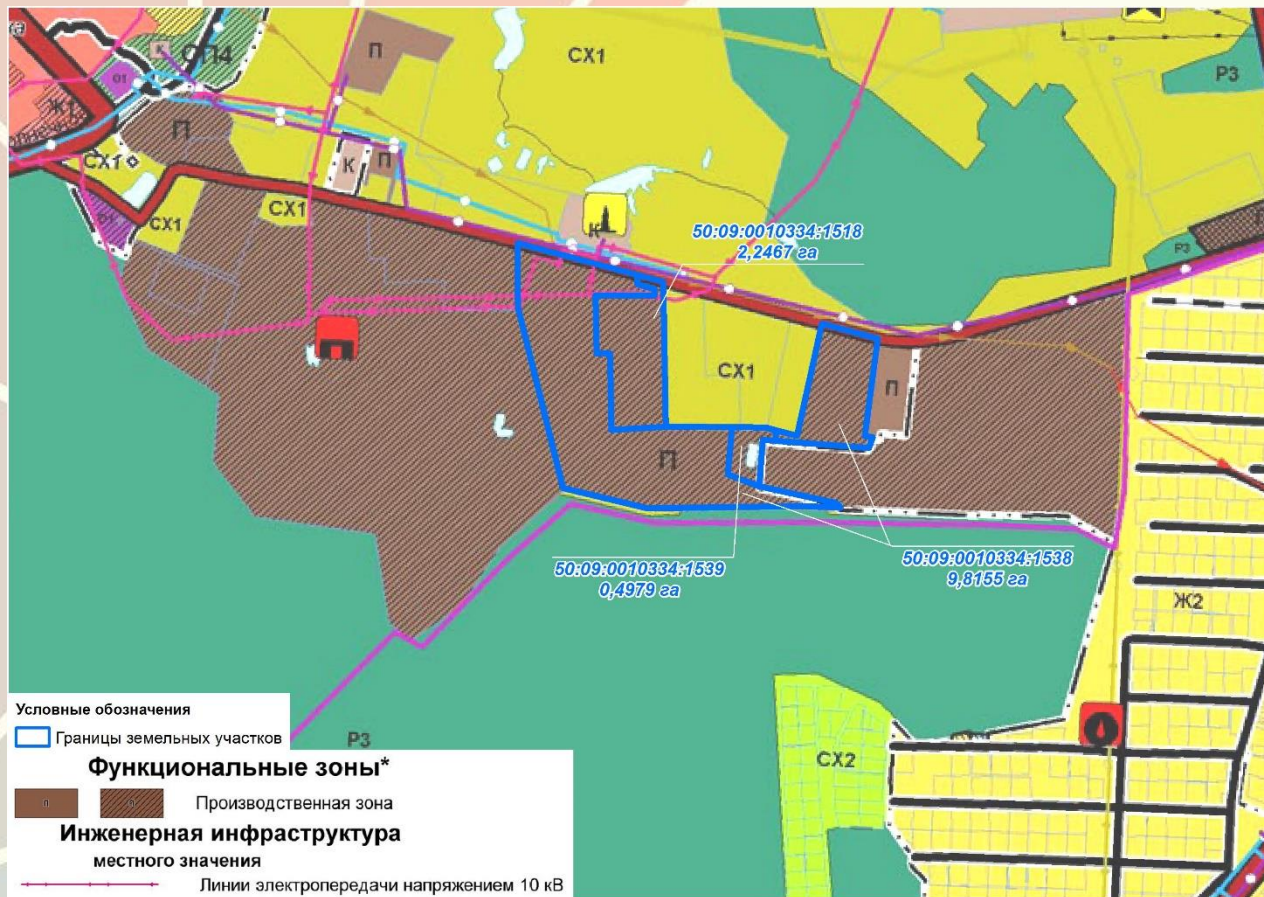 СП4
П
СХ1
Р3
К
О1
Ж1
П
СХ1
К
П
СХ1
СХ1
К
Р3
50:09:0010334:1518
2,2467 га
СХ1
П
П
50:09:0010334:1539
0,4979 га
50:09:0010334:1538
9,8155 га
Ж2
СХ2
Р3
Условные обозначения
Границы земельных участков
Функциональные зоны*
П
П
Производственная зона
Инженерная инфраструктура
местного значения
Линии электропередачи напряжением 10 кВ